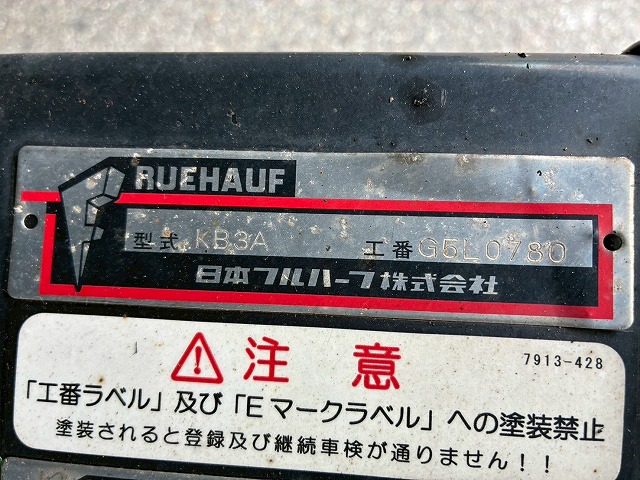 FRUEHAUF
型式 KB3A 工番 G5L0780
日本フルハーフ株式会社
注意 7913-428
「工番ラベル」及び「Eマークラベル」への塗装禁止
塗装されると登録及び継続車検が通りません!!